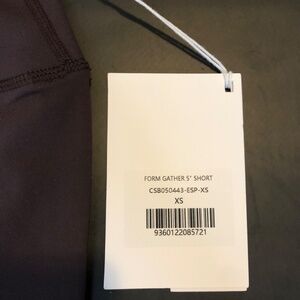 FORM GATHER 5" SHORT
CSB050443-ESP-XS
XS
9360122085721